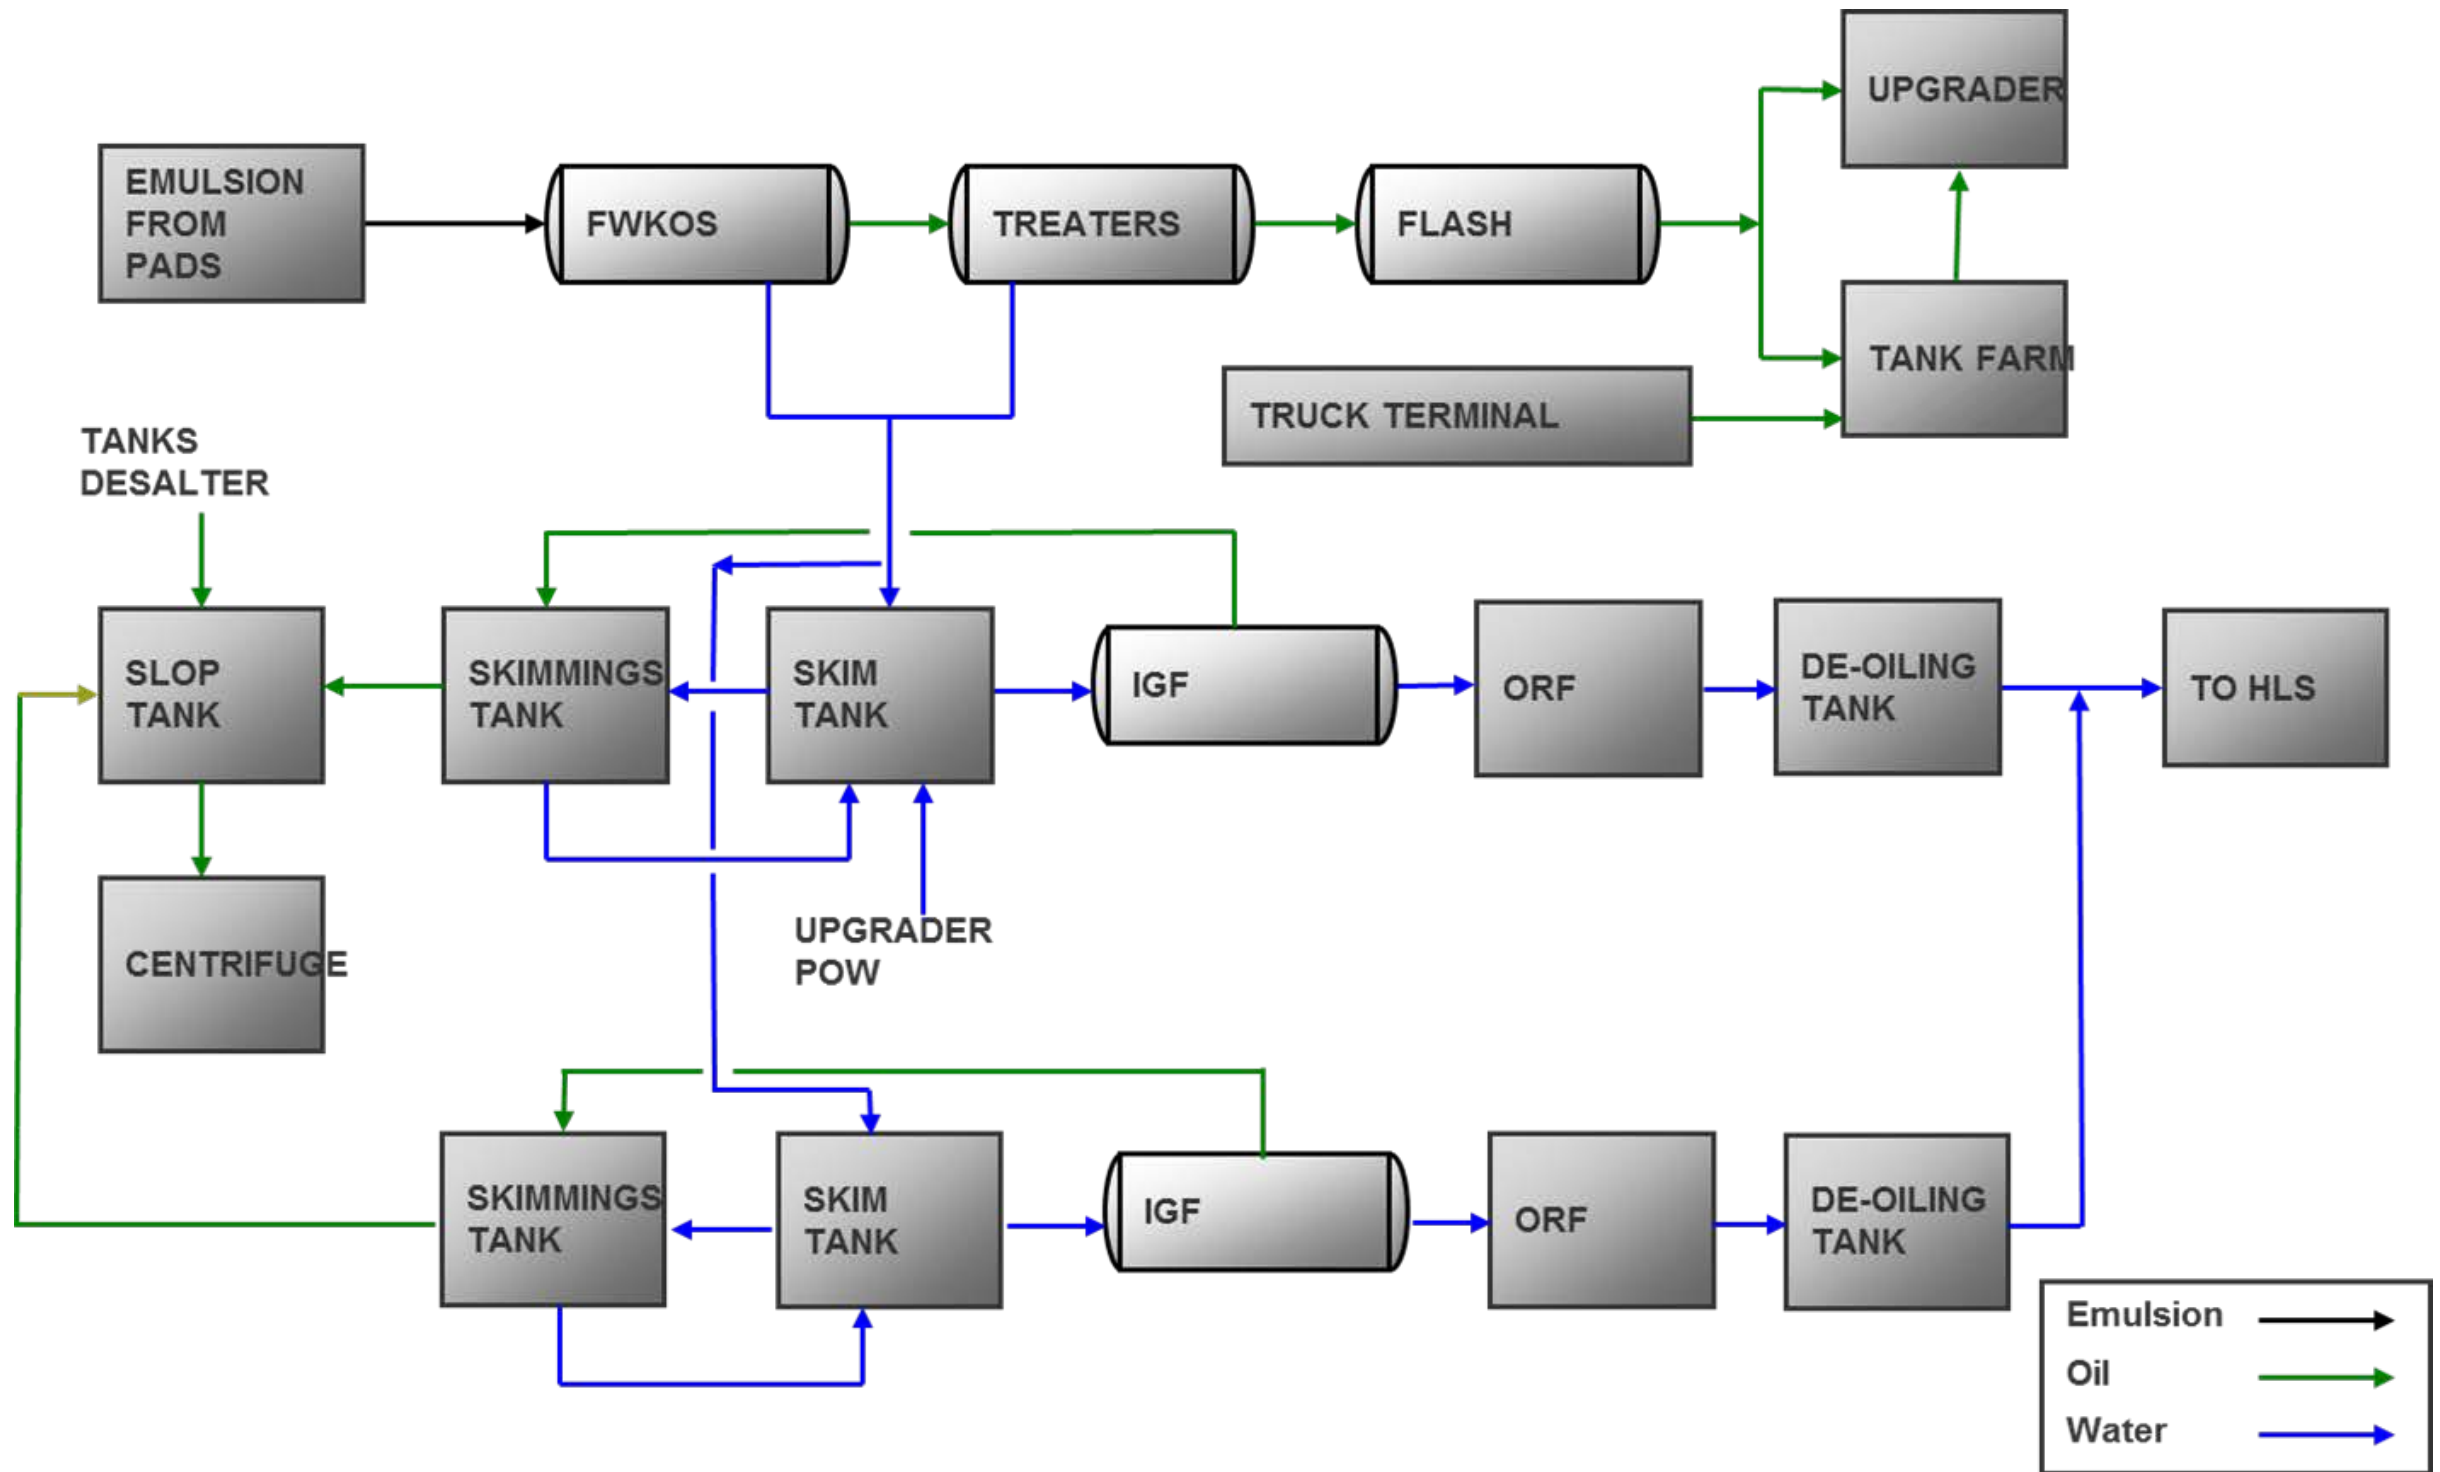 UPGRADER
EMULSION
FROM
PADS
FWKOS
TREATERS
FLASH
TANK FARM
TRUCK TERMINAL
TANKS
DESALTER
SLOP
TANK
SKIMMINGS
TANK
SKIM
TANK
IGF
ORF
DE-OILING
TANK
TO HLS
CENTRIFUGE
UPGRADER
POW
SKIMMINGS
TANK
SKIM
TANK
IGF
ORF
DE-OILING
TANK
Emulsion
Oil
Water